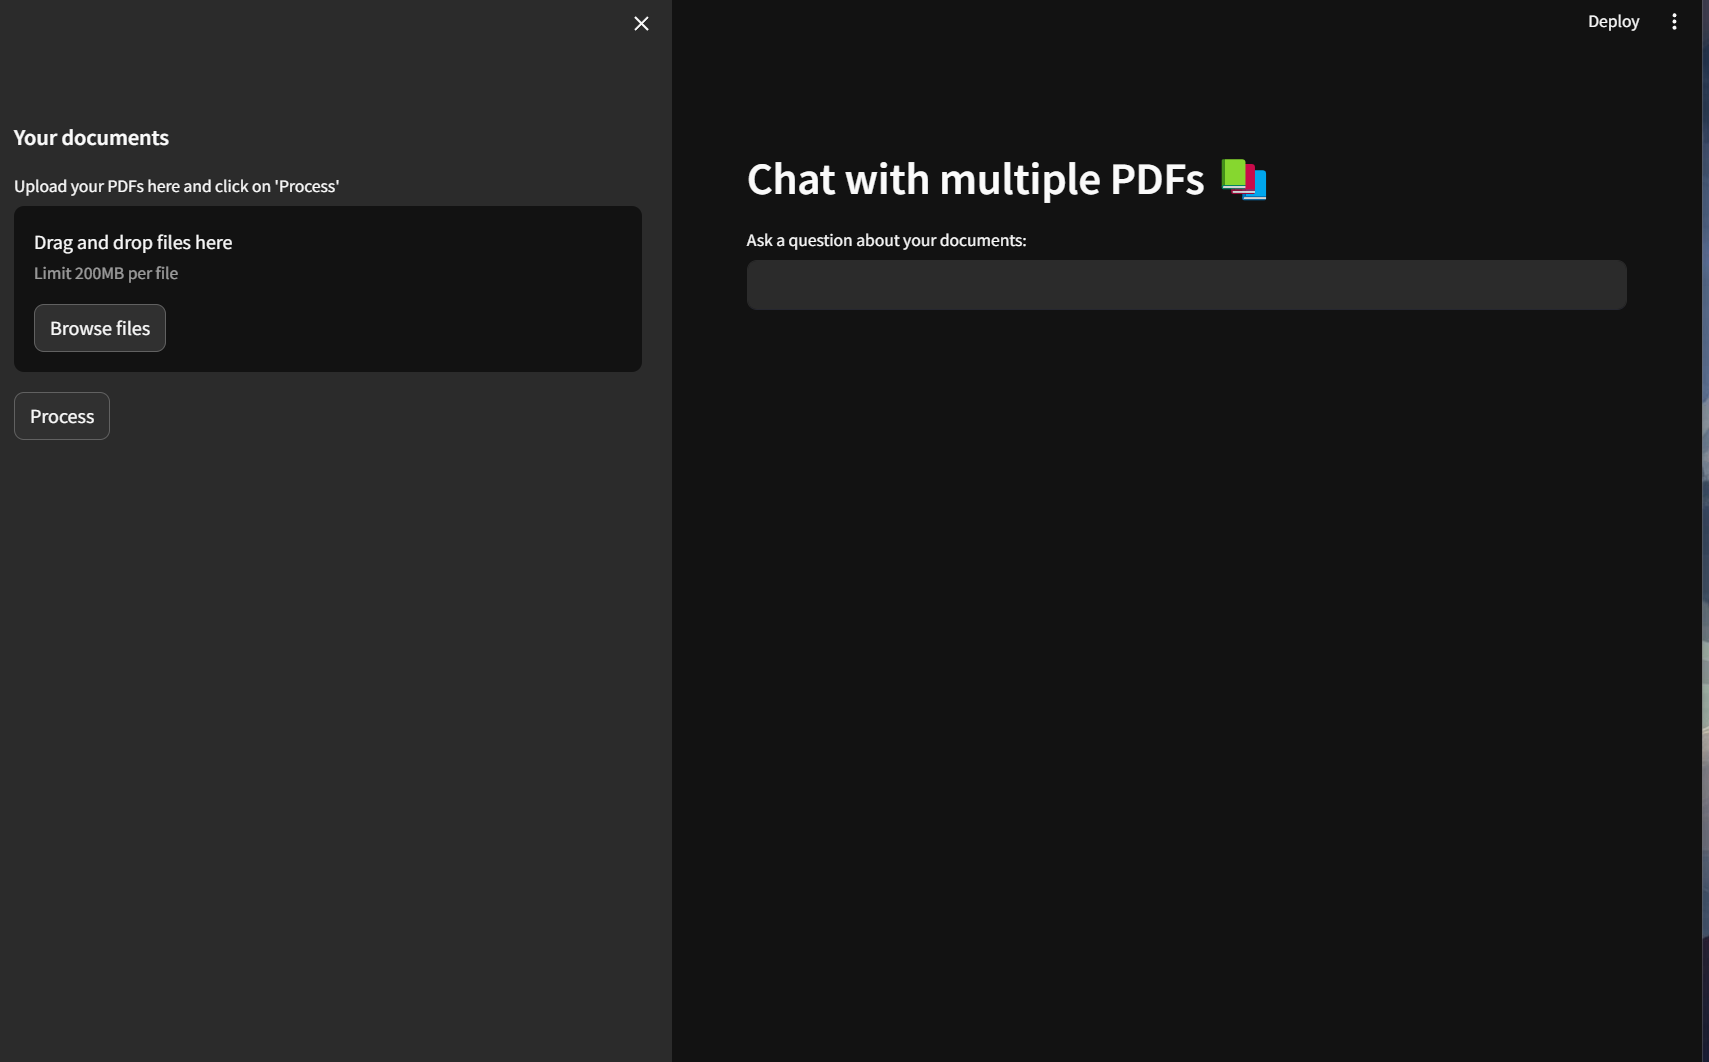 Your documents
Upload your PDFs here and click on 'Process'
Drag and drop files here
Limit 200MB per file
Browse files
Process
Deploy
Chat with multiple PDFs
Ask a question about your documents: